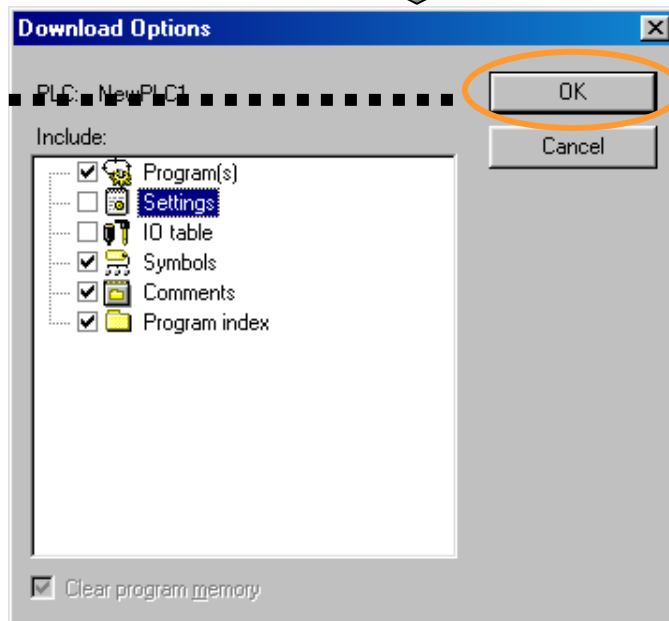 Download Options
PLC: NewPLC1
OK
Include:
Cancel
Program(s)
Settings
IO table
Symbols
Comments
Program index
Clear program memory